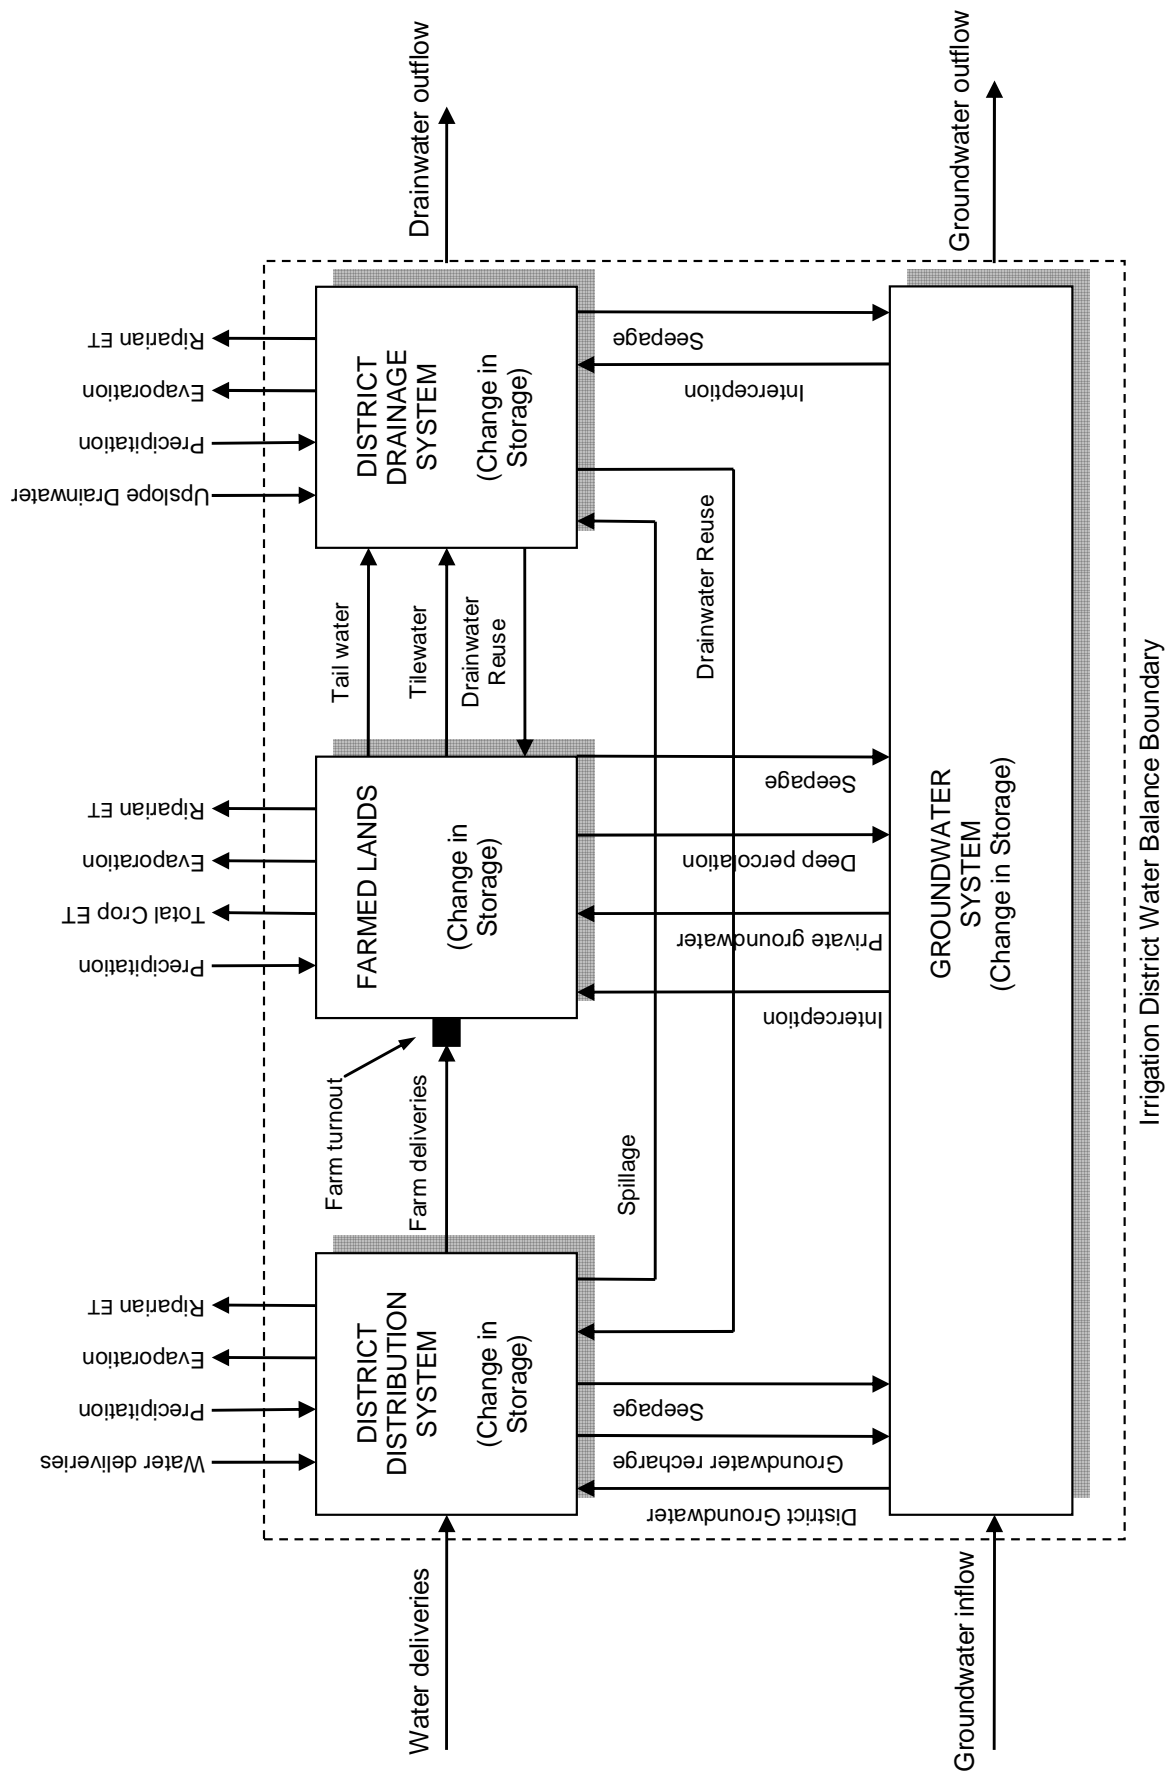 Water deliveries
Precipitation
Evaporation
Riparian ET
Precipitation
Total Crop ET
Evaporation
Riparian ET
Upslope Drainwater
Precipitation
Evaporation
Riparian ET
Water deliveries
DISTRICT
DISTRIBUTION
SYSTEM
(Change in
Storage)
Farm turnout
Farm deliveries
FARMED LANDS
(Change in
Storage)
Tail water
Tilewater
Drainwater
Reuse
DISTRICT
DRAINAGE
SYSTEM
(Change in
Storage)
Drainwater outflow
Spillage
Drainwater Reuse
District Groundwater
Groundwater recharge
Seepage
Interception
Private groundwater
Deep percolation
Seepage
Interception
Seepage
Groundwater inflow
GROUNDWATER
SYSTEM
(Change in Storage)
Groundwater outflow
Irrigation District Water Balance Boundary